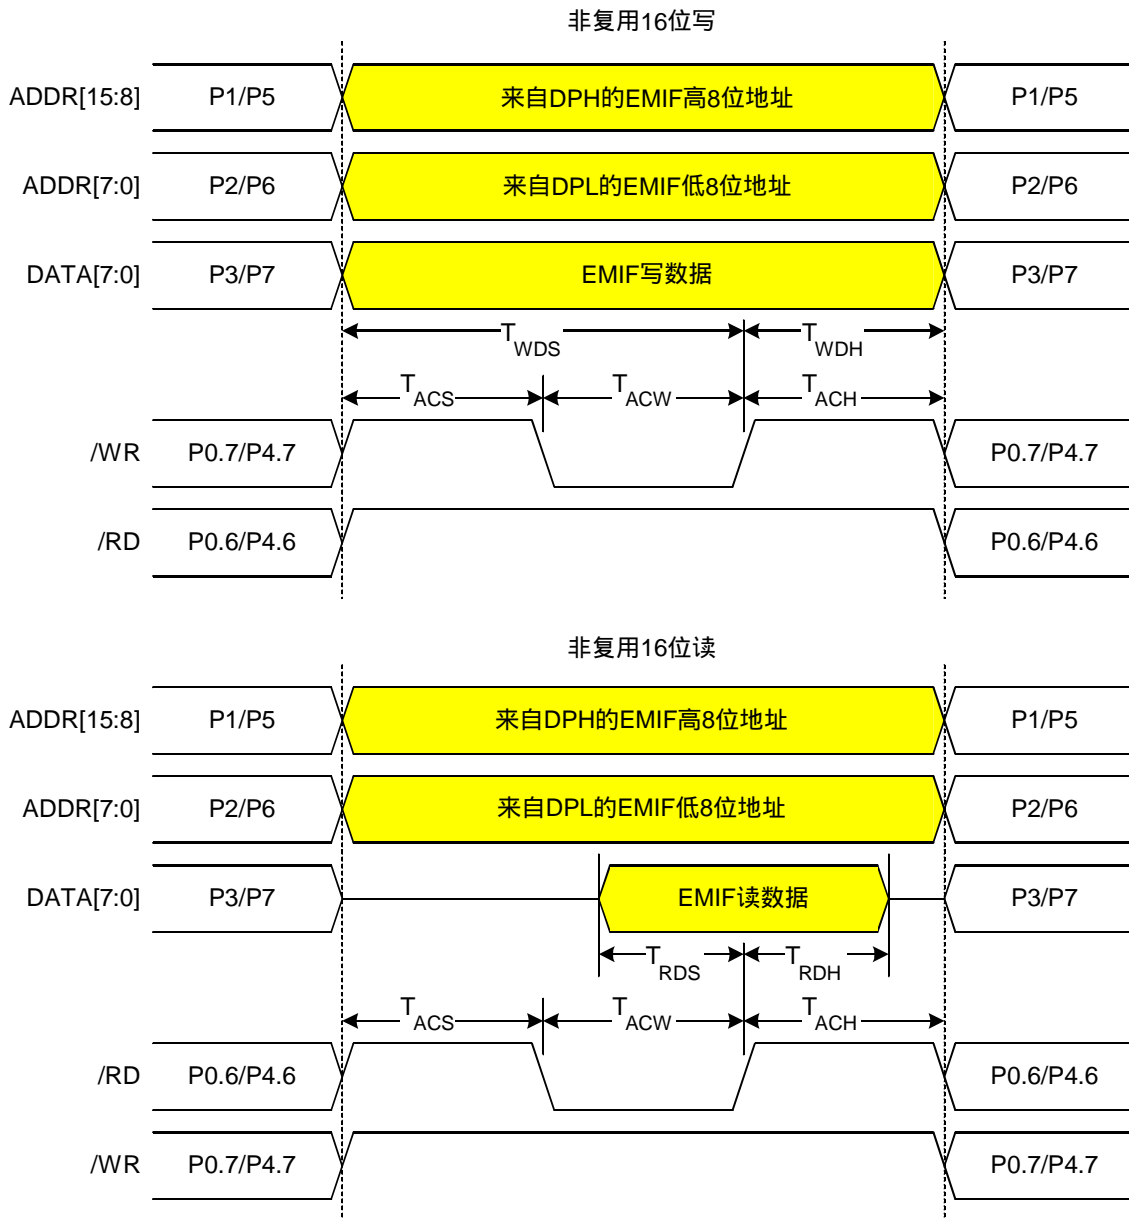 非复用16位写
ADDR[15:8] P1/P5 来自DPH的EMIF高8位地址 P1/P5
ADDR[7:0] P2/P6 来自DPL的EMIF低8位地址 P2/P6
DATA[7:0] P3/P7 EMIF写数据 P3/P7
TWDS TWDH
TACS TACW TACH
/WR P0.7/P4.7 P0.7/P4.7
/RD P0.6/P4.6 P0.6/P4.6
非复用16位读
ADDR[15:8] P1/P5 来自DPH的EMIF高8位地址 P1/P5
ADDR[7:0] P2/P6 来自DPL的EMIF低8位地址 P2/P6
DATA[7:0] P3/P7 EMIF读数据 P3/P7
TRDS TRDH
TACS TACW TACH
/RD P0.6/P4.6 P0.6/P4.6
/WR P0.7/P4.7 P0.7/P4.7